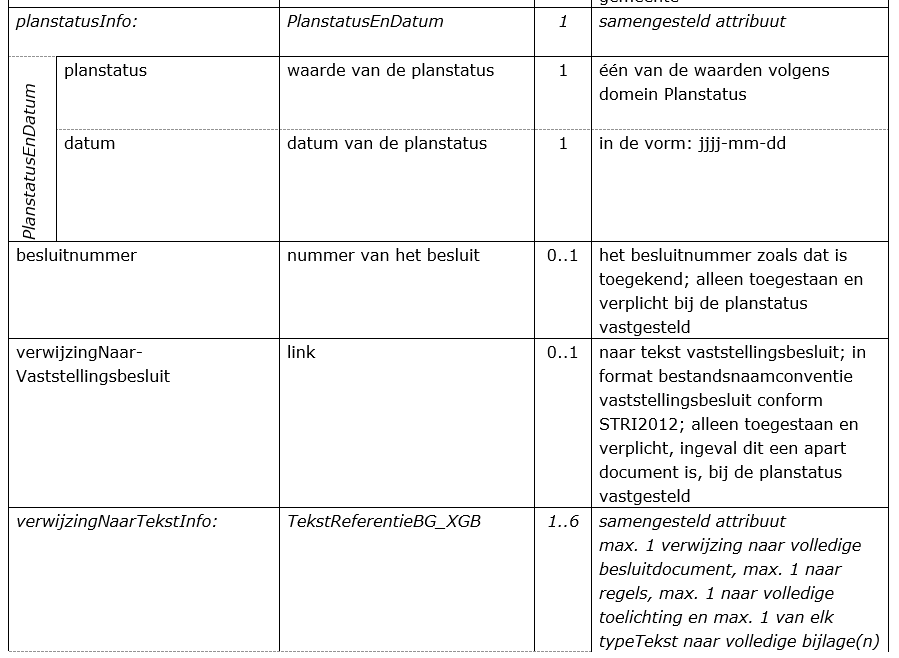 gemeente
planstatusInfo: PlanstatusEnDatum 1 samengesteld attribuut
PlanstatusEnDatum
planstatus waarde van de planstatus 1 één van de waarden volgens
domein Planstatus
datum datum van de planstatus 1 in de vorm: jjjj-mm-dd
besluitnummer nummer van het besluit 0..1 het besluitnummer zoals dat is
toegekend; alleen toegestaan en
verplicht bij de planstatus
vastgesteld
verwijzingNaar- link 0..1 naar tekst vaststellingsbesluit; in
Vaststellingsbesluit format bestandsnaamconventie
vaststellingsbesluit conform
STRI2012; alleen toegestaan en
verplicht, ingeval dit een apart
document is, bij de planstatus
vastgesteld
verwijzingNaarTekstInfo: TekstReferentieBG_XGB 1..6 samengesteld attribuut
max. 1 verwijzing naar volledige
besluitdocument, max. 1 naar
regels, max. 1 naar volledige
toelichting en max. 1 van elk
typeTekst naar volledige bijlage(n)